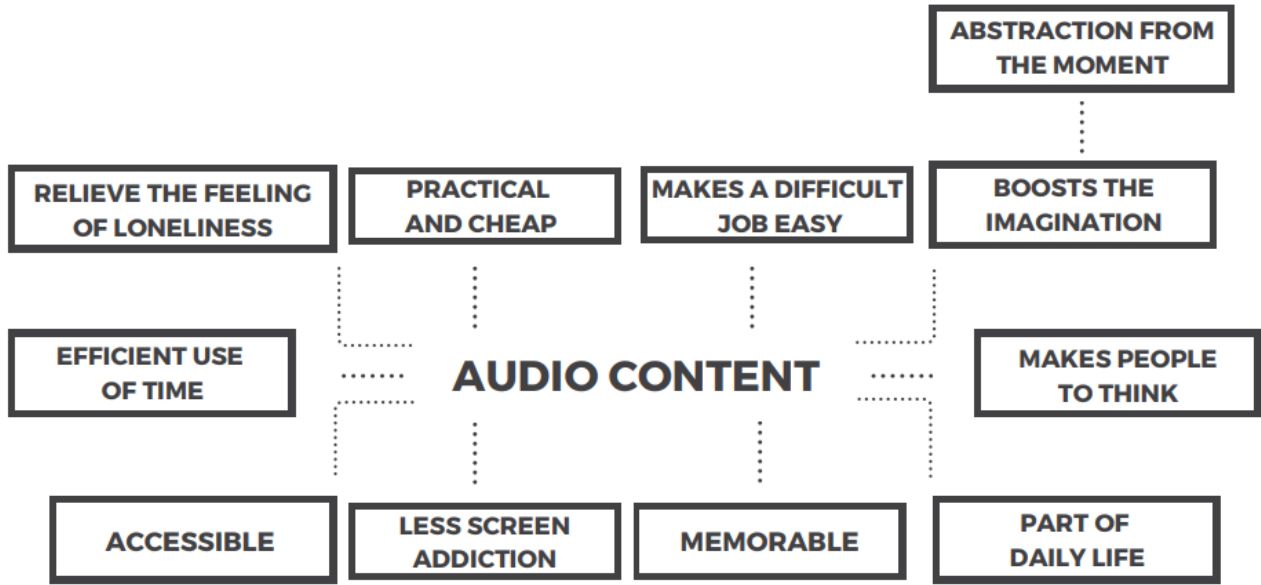 ABSTRACTION FROM
THE MOMENT
RELIEVE THE FEELING
OF LONELINESS
PRACTICAL
AND CHEAP
MAKES A DIFFICULT
JOB EASY
BOOSTS THE
IMAGINATION
EFFICIENT USE
OF TIME
AUDIO CONTENT
MAKES PEOPLE
TO THINK
ACCESSIBLE
LESS SCREEN
ADDICTION
MEMORABLE
PART OF
DAILY LIFE